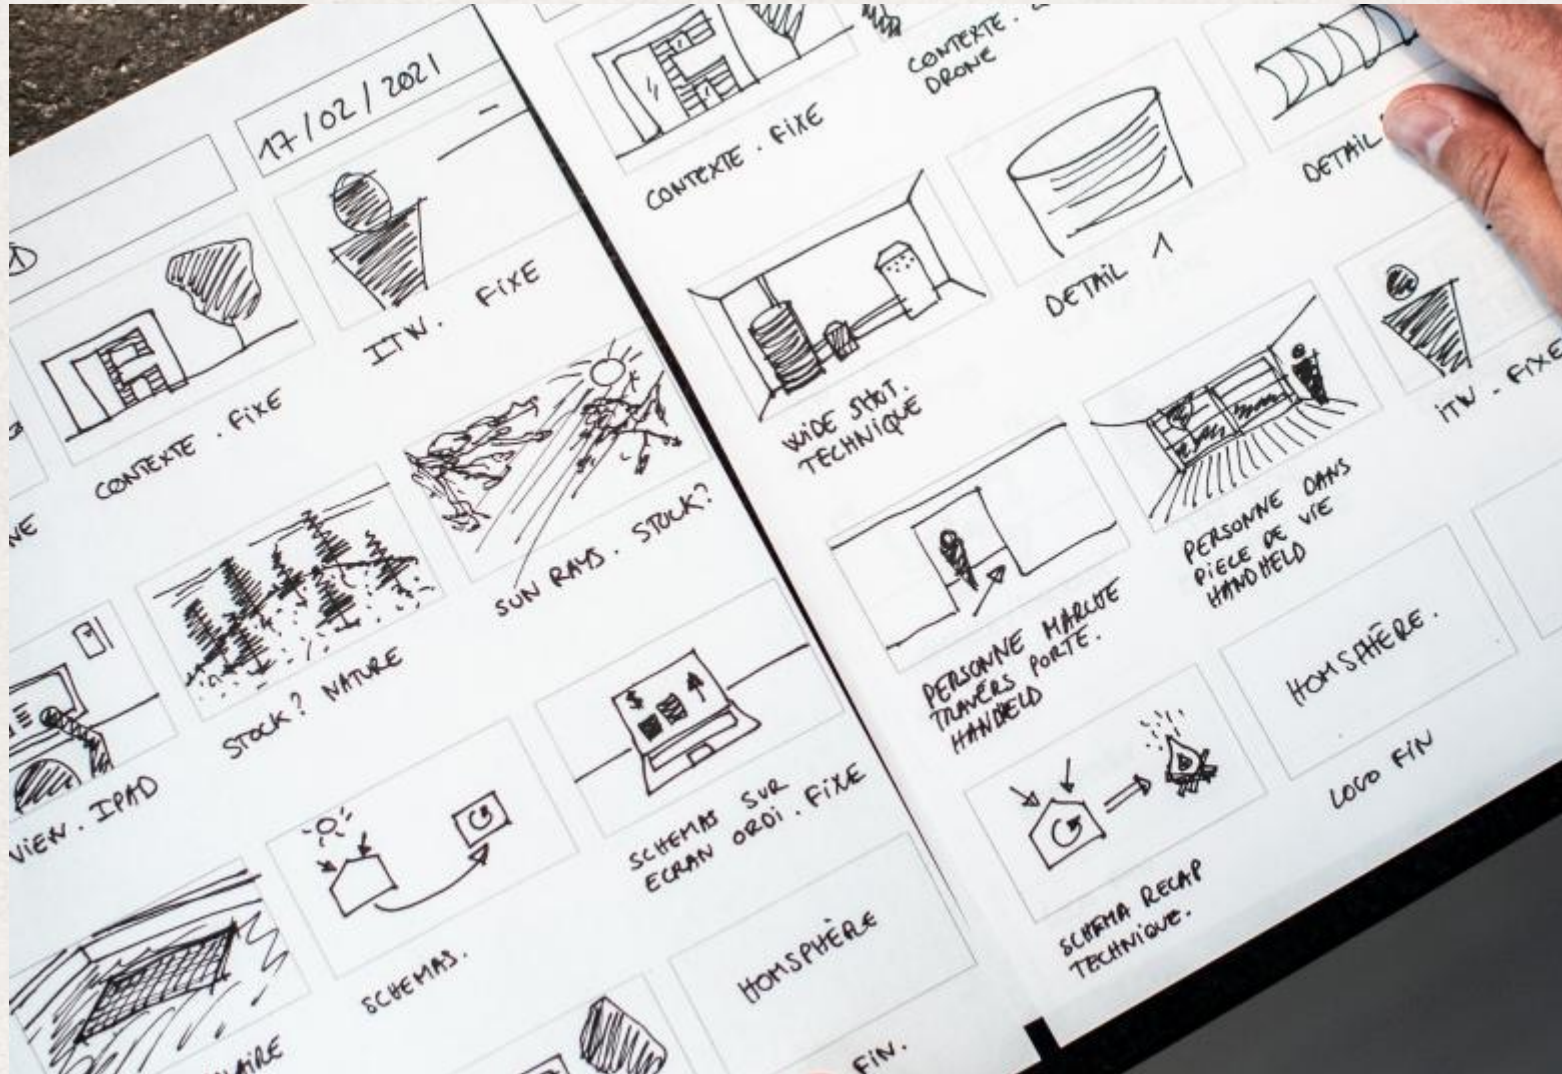 17/02/2021
1
CONTEXTE . FIXE
ITW . FIXE
STOCK? NATURE
SUN RAYS . STOCK?
IPAD
SCHEMAS.
$
SCHEMAS SUR
ECRAN ORDI . FIXE
HOMSPHÈRE
FIN.
CONTEXTE . FIXE
CONTEXTE .
DRONE
WIDE SHOT.
TECHNIQUE
DETAIL 1
DETAIL
PERSONNE MARCHE
TRAVERS PORTE.
HANDHELD
PERSONNE DANS
PIECE DE VIE
HANDHELD
ITW - FIXE
SCHEMA RECAP
TECHNIQUE.
HOMSPHÈRE.
LOGO FIN